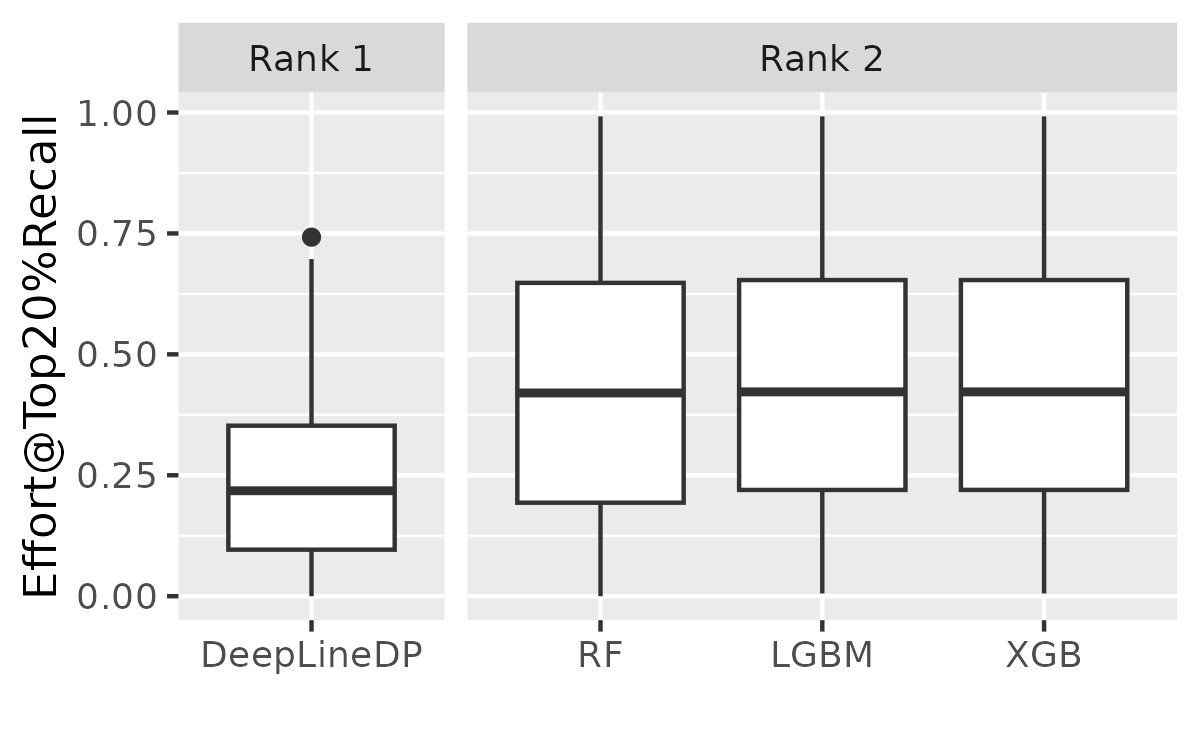 Rank 1
Rank 2
Effort@Top20%Recall
1.00
0.75
0.50
0.25
0.00
DeepLineDP
RF
LGBM
XGB